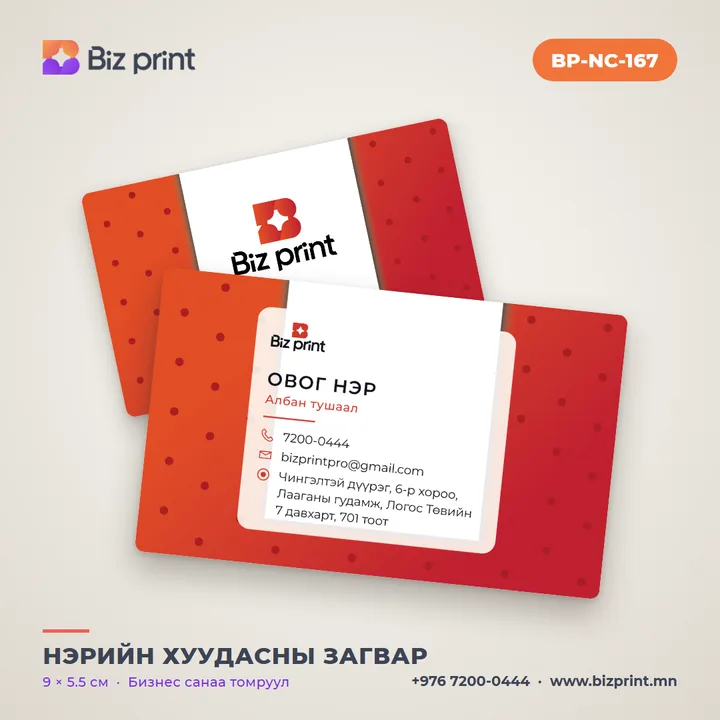 Biz print
BP-NC-167
Biz print
Biz print
ОВОГ НЭР
Албан тушаал
7200-0444
bizprintpro@gmail.com
Чингэлтэй дүүрэг, 6-р хороо,
Лааганы гудамж, Логос Төвийн
7 давхарт, 701 тоот
НЭРИЙН ХУУДАСНЫ ЗАГВАР
9 × 5.5 см · Бизнес санаа томруул
+976 7200-0444 · www.bizprint.mn